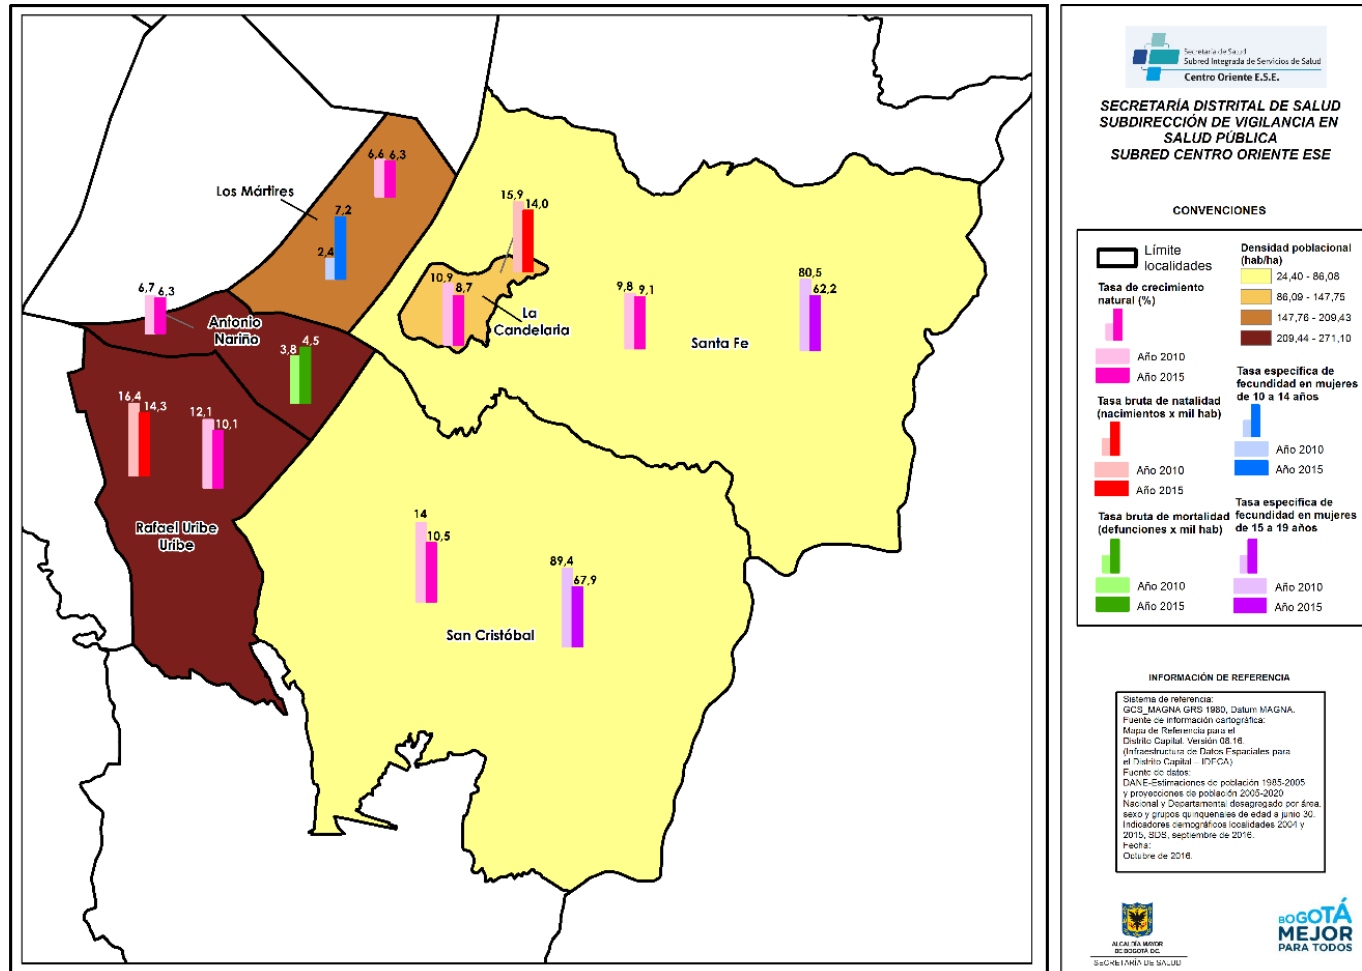 6,6 6,3
Los Mártires
7,2
2,4
15,9
14,0
10,9
8,7
La
Candelaria
9,8 9,1
80,5
62,2
Santa Fe
6,7 6,3
Antonio
Nariño
3,8 4,5
16,4
14,3
12,1
10,1
Rafael Uribe
Uribe
14
10,5
89,4
67,9
San Cristóbal
Secretaría de Salud
Subred Integrada de Servicios de Salud
Centro Oriente E.S.E.
SECRETARÍA DISTRITAL DE SALUD
SUBDIRECCIÓN DE VIGILANCIA EN
SALUD PÚBLICA
SUBRED CENTRO ORIENTE ESE
CONVENCIONES
Límite
localidades
Tasa de crecimiento
natural (%)
Año 2010
Año 2015
Tasa bruta de natalidad
(nacimientos x mil hab)
Año 2010
Año 2015
Tasa bruta de mortalidad
(defunciones x mil hab)
Año 2010
Año 2015
Densidad poblacional
(hab/ha)
24,40 - 86,08
86,09 - 147,75
147,76 - 209,43
209,44 - 271,10
Tasa especifica de
fecundidad en mujeres
de 10 a 14 años
Año 2010
Año 2015
Tasa especifica de
fecundidad en mujeres
de 15 a 19 años
Año 2010
Año 2015
INFORMACIÓN DE REFERENCIA
Sistema de referencia:
GCS_MAGNA GRS 1980, Datum MAGNA.
Fuente de información cartográfica:
Mapa de Referencia para el
Distrito Capital. Versión 08.16.
(Infraestructura de Datos Espaciales para
el Distrito Capital – IDECA)
Fuente de datos:
DANE-Estimaciones de población 1985-2005
y proyecciones de población 2005-2020
Nacional y Departamental desagregado por área,
sexo y grupos quinquenales de edad a junio 30.
Indicadores demográficos localidades 2004 y
2015, SDS, septiembre de 2016.
Fecha:
Octubre de 2016.
ALCALDÍA MAYOR
DE BOGOTÁ D.C.
SECRETARÍA DE SALUD
BOGOTÁ
MEJOR
PARA TODOS